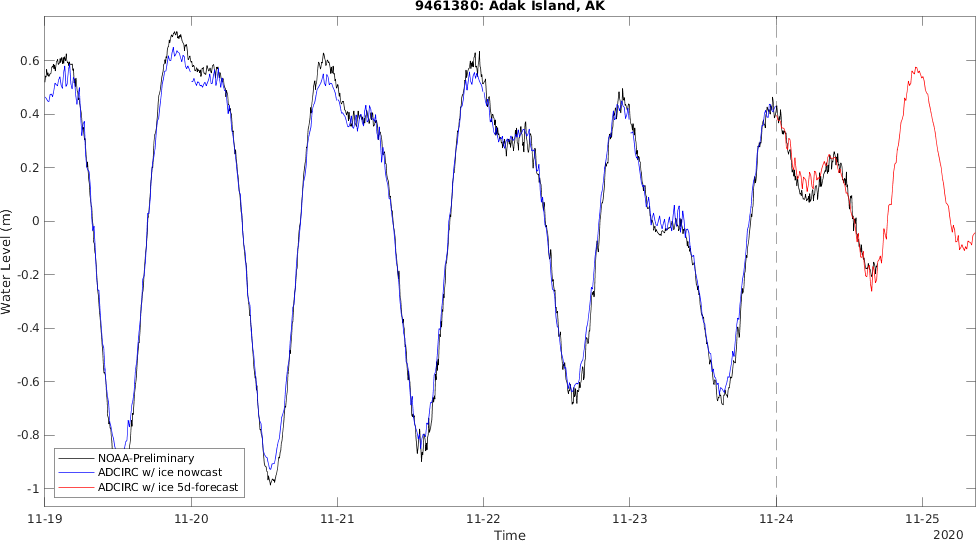 9461380: Adak Island, AK
Water Level (m)
0.6
0.4
0.2
0
-0.2
-0.4
-0.6
-0.8
-1
NOAA-Preliminary
ADCIRC w/ ice nowcast
ADCIRC w/ ice 5d-forecast
11-19
11-20
11-21
11-22
11-23
11-24
11-25
Time
2020